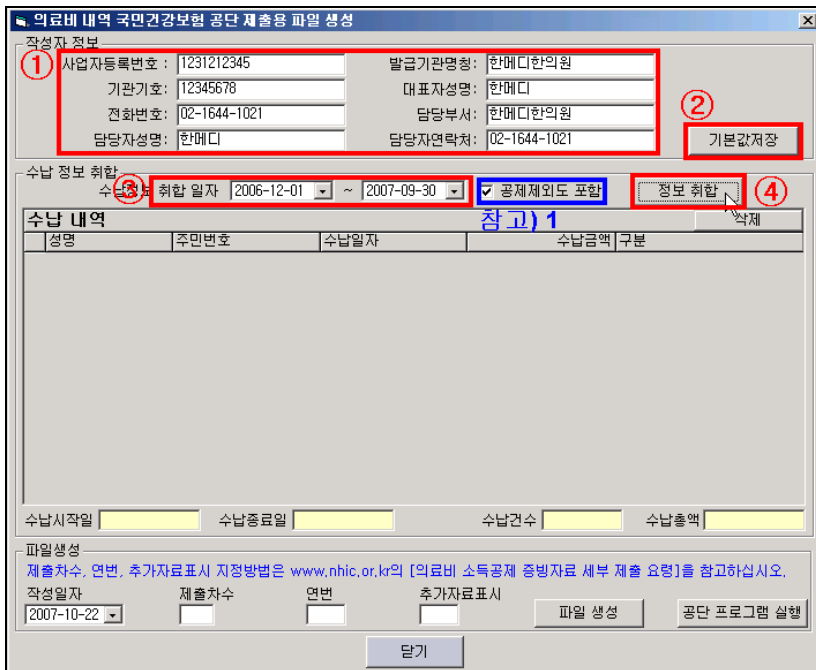 의료비 내역 국민건강보험 공단 제출용 파일 생성
작성자 정보
① 사업자등록번호 : 1231212345 발급기관명칭: 한메디한의원
기관기호: 12345678 대표자성명: 한메디
전화번호: 02-1644-1021 담당부서: 한메디한의원 ②
담당자성명: 한메디 담당자연락처: 02-1644-1021 기본값저장
수납 정보 취합
수납정보 취합 일자 ③ 2006-12-01 ~ 2007-09-30 공제제외도 포함 정보 취합 ④
수납 내역 참고) 1 삭제
성명 주민번호 수납일자 수납금액 구분
수납시작일 수납종료일 수납건수 수납총액
파일생성
제출차수, 연번, 추가자료표시 지정방법은 www.nhic.or.kr의 [의료비 소득공제 증빙자료 세부 제출 요령]을 참고하십시오.
작성일자 제출차수 연번 추가자료표시
2007-10-22 파일 생성 공단 프로그램 실행
닫기